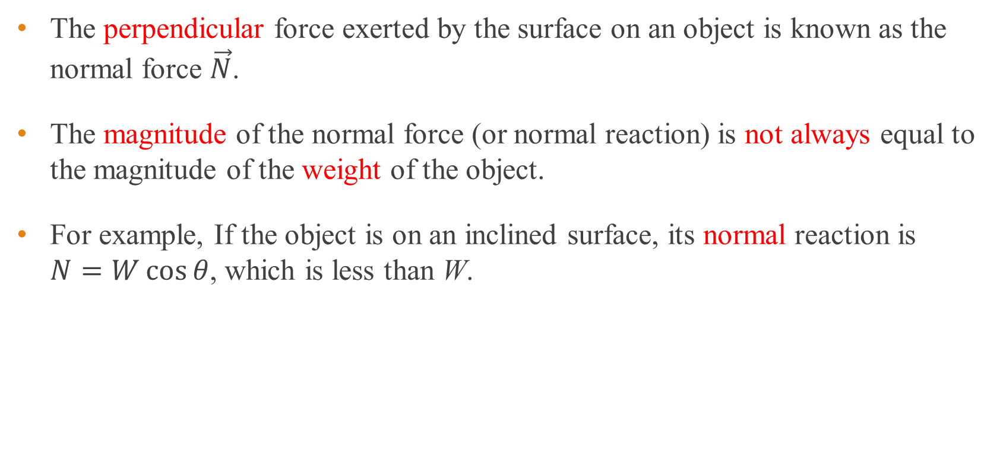 • The perpendicular force exerted by the surface on an object is known as the
normal force $\vec{N}$.
• The magnitude of the normal force (or normal reaction) is not always equal to
the magnitude of the weight of the object.
• For example, If the object is on an inclined surface, its normal reaction is
N = W cos θ, which is less than W.